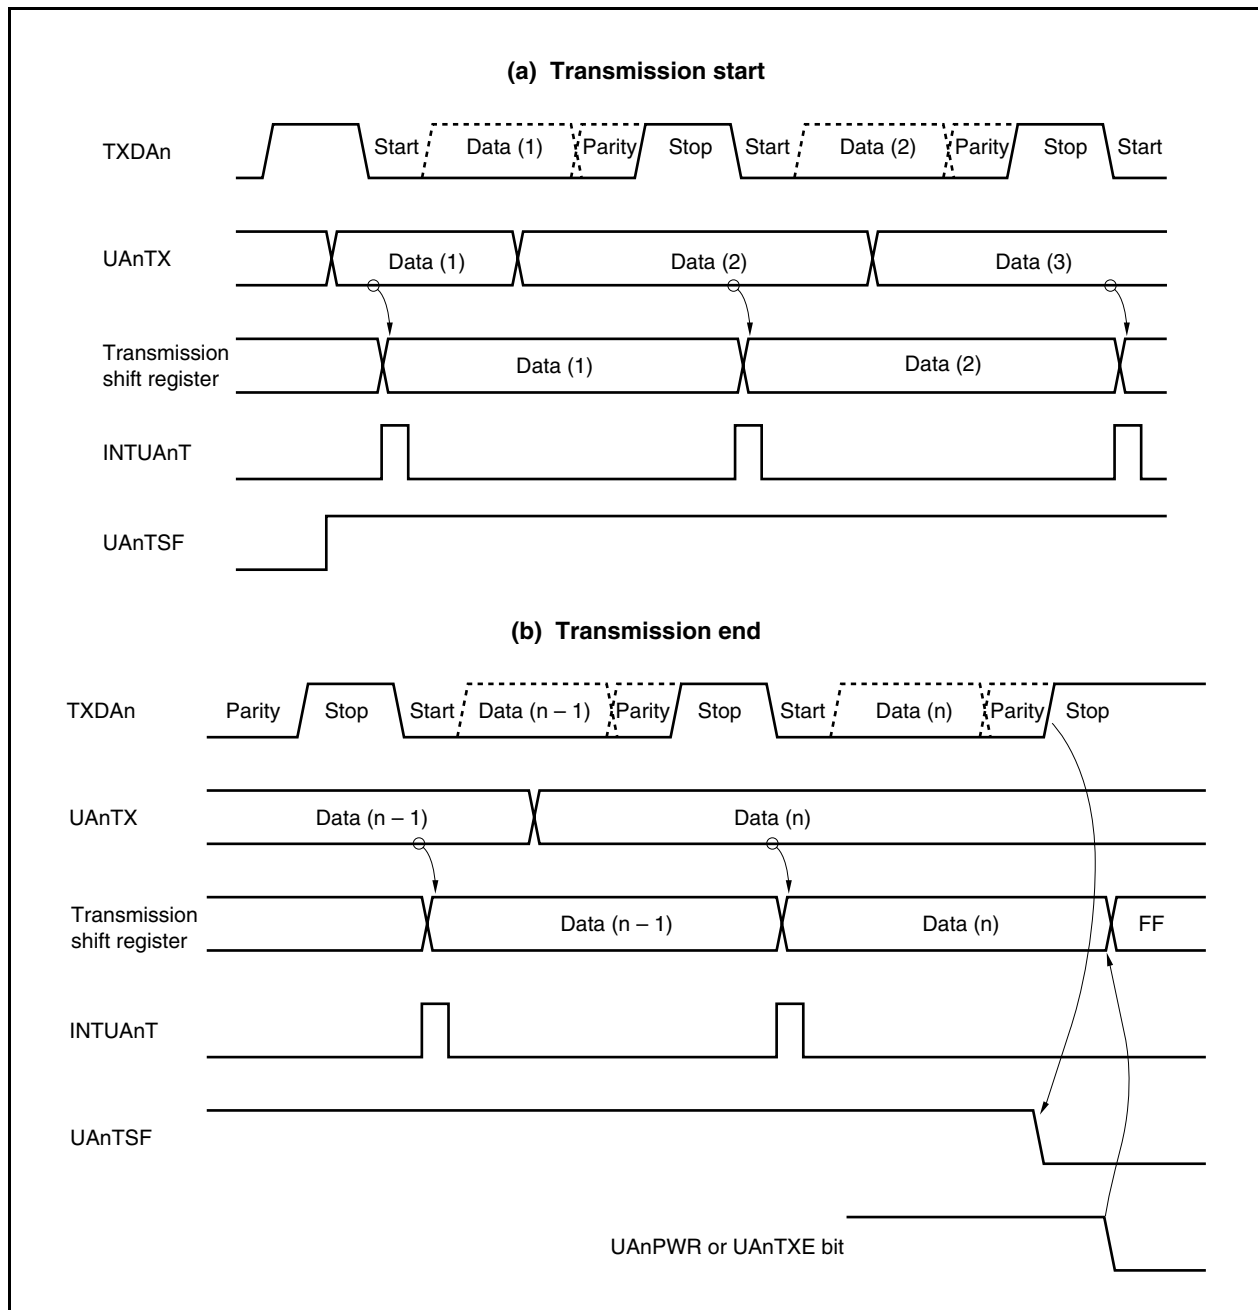 (a) Transmission start
TXDAn Start Data (1) Parity Stop Start Data (2) Parity Stop Start
UAnTX Data (1) Data (2) Data (3)
Transmission
shift register Data (1) Data (2)
INTUAnT
UAnTSF
(b) Transmission end
TXDAn Parity Stop Start Data (n – 1) Parity Stop Start Data (n) Parity Stop
UAnTX Data (n – 1) Data (n)
Transmission
shift register Data (n – 1) Data (n) FF
INTUAnT
UAnTSF
UAnPWR or UAnTXE bit